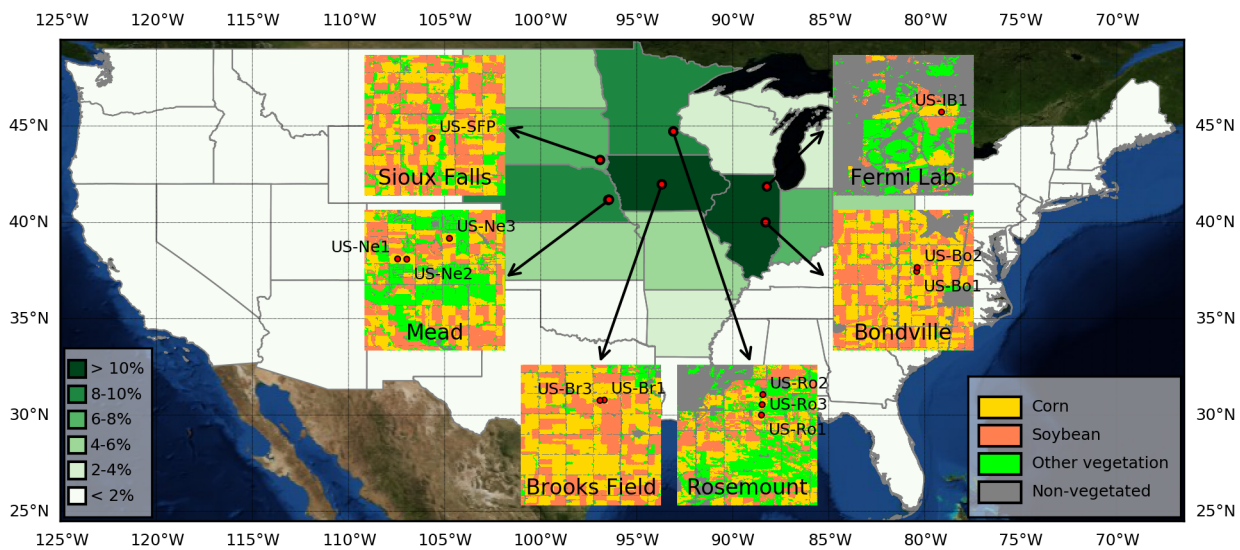 125°W 120°W 115°W 110°W 105°W 100°W 95°W 90°W 85°W 80°W 75°W 70°W
45°N
40°N
35°N
30°N
25°N
US-SFP
Sioux Falls
US-Ne3
US-Ne1
US-Ne2
Mead
US-Br3 US-Br1
Brooks Field
US-Ro2
US-Ro3
US-Ro1
Rosemount
US-IB1
Fermi Lab
US-Bo2
US-Bo1
Bondville
> 10%
8-10%
6-8%
4-6%
2-4%
< 2%
Corn
Soybean
Other vegetation
Non-vegetated
45°N
40°N
35°N
30°N
25°N
125°W 120°W 115°W 110°W 105°W 100°W 95°W 90°W 85°W 80°W 75°W 70°W